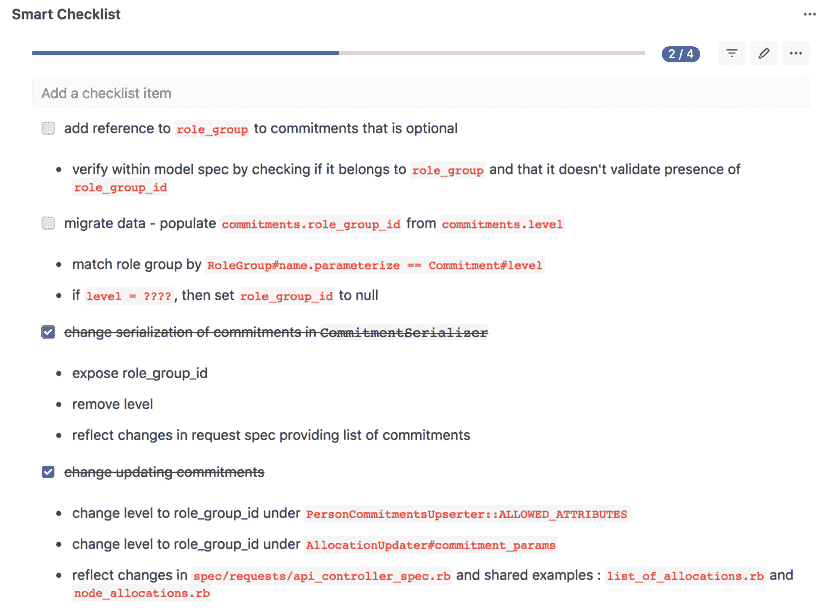 Smart Checklist
2 / 4
Add a checklist item
add reference to role_group to commitments that is optional
verify within model spec by checking if it belongs to role_group and that it doesn't validate presence of
role_group_id
migrate data - populate commitments.role_group_id from commitments.level
match role group by RoleGroup#name.parameterize == Commitment#level
if level = ????, then set role_group_id to null
change serialization of commitments in CommitmentSerializer
expose role_group_id
remove level
reflect changes in request spec providing list of commitments
change updating commitments
change level to role_group_id under PersonCommitmentsUpserter::ALLOWED_ATTRIBUTES
change level to role_group_id under AllocationUpdater#commitment_params
reflect changes in spec/requests/api_controller_spec.rb and shared examples : list_of_allocations.rb and
node_allocations.rb